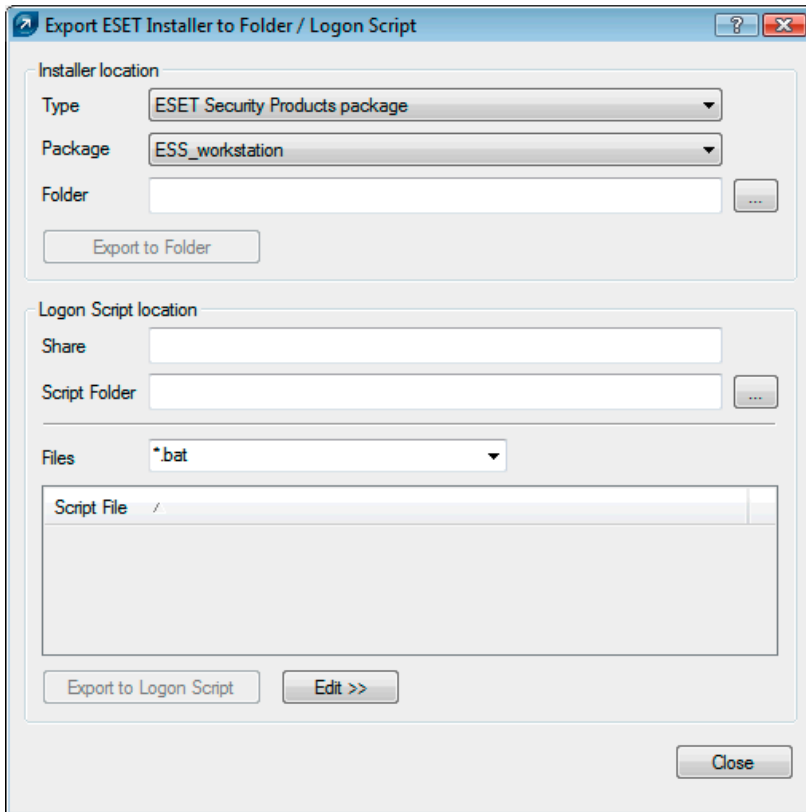 Export ESET Installer to Folder / Logon Script
Installer location
Type ESET Security Products package
Package ESS_workstation
Folder ...
Export to Folder
Logon Script location
Share
Script Folder ...
Files *.bat
Script File /
Export to Logon Script Edit >>
Close